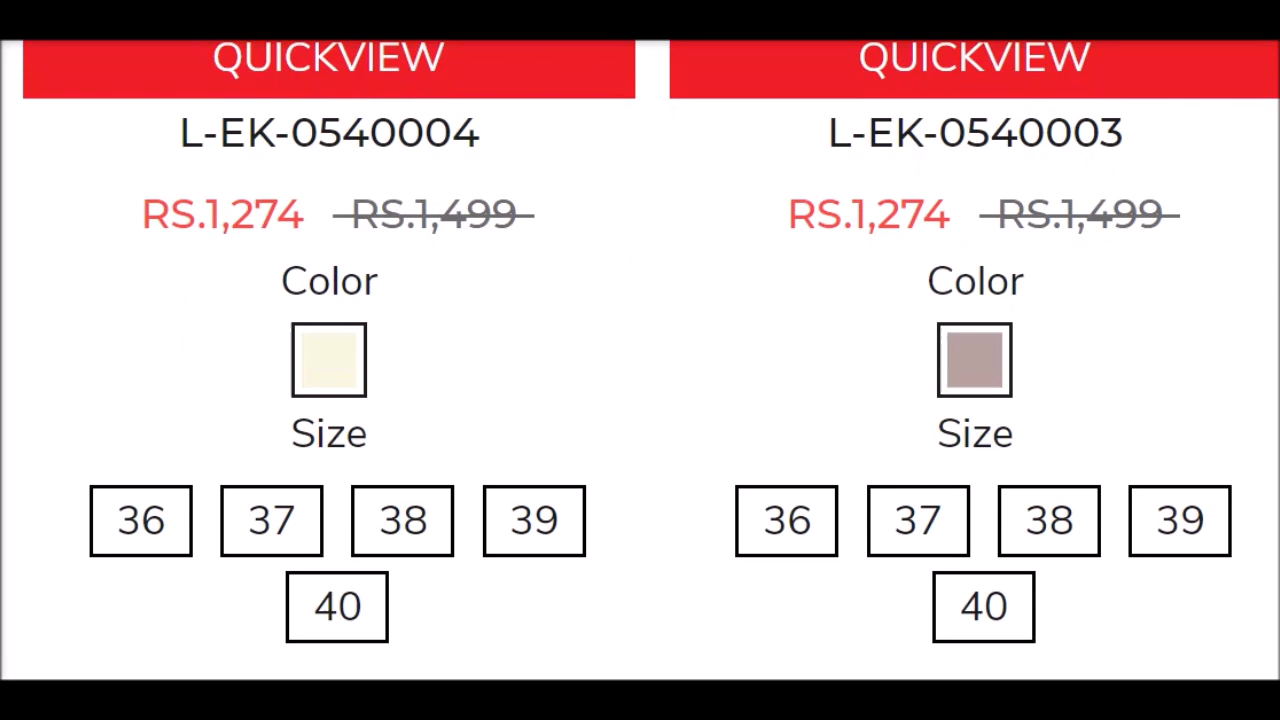 QUICKVIEW
L-EK-0540004
RS.1,274 RS.1,499
Color
Size
36 37 38 39
40
QUICKVIEW
L-EK-0540003
RS.1,274 RS.1,499
Color
Size
36 37 38 39
40